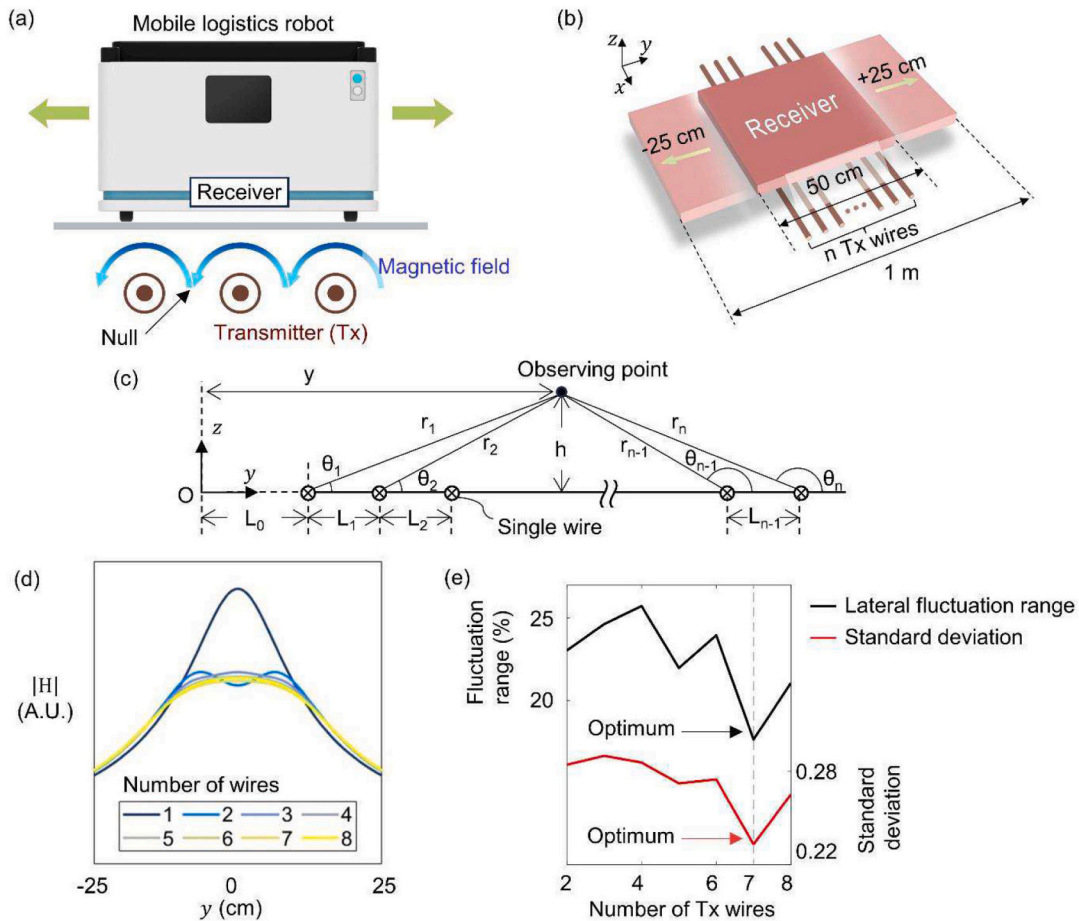 (a)
Mobile logistics robot
Receiver
Magnetic field
Null
Transmitter (Tx)
(b)
z
y
x
+25 cm
Receiver
-25 cm
50 cm
n Tx wires
1 m
(c)
y
Observing point
z
r₁
r₂
h
rₙ₋₁
rₙ
θ₁
θ₂
θₙ₋₁
θₙ
O
y
L₀
L₁
L₂
Single wire
Lₙ₋₁
(d)
|H|
(A.U.)
Number of wires
1 2 3 4
5 6 7 8
-25 0 25
y (cm)
(e)
Fluctuation
range (%)
25
20
Optimum
Optimum
0.28
0.22
Standard
deviation
2 4 6 7 8
Number of Tx wires
Lateral fluctuation range
Standard deviation